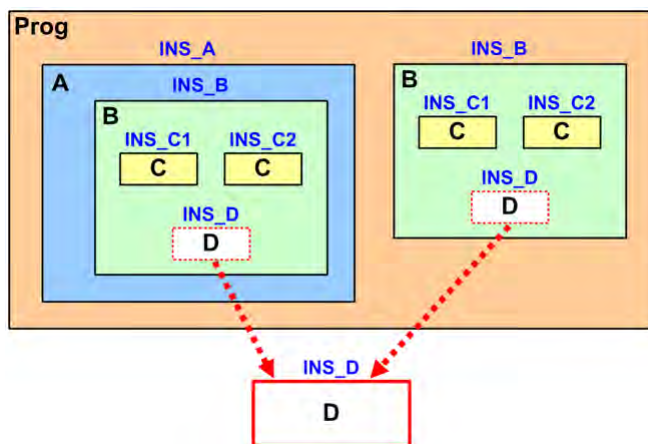 Prog
INS_A
INS_B
A
INS_B
B
B
INS_C1 INS_C2
INS_C1 INS_C2
C C
C C
INS_D
INS_D
D
D
INS_D
D